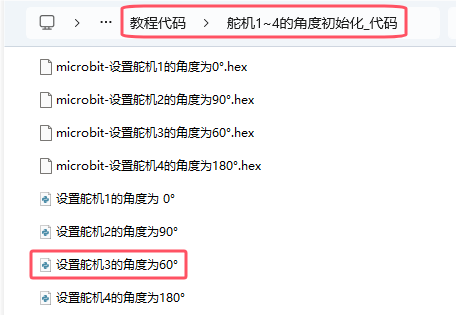 … 教程代码 > 舵机1~4的角度初始化_代码
microbit-设置舵机1的角度为0°.hex
microbit-设置舵机2的角度为90°.hex
microbit-设置舵机3的角度为60°.hex
microbit-设置舵机4的角度为180°.hex
设置舵机1的角度为 0°
设置舵机2的角度为90°
设置舵机3的角度为60°
设置舵机4的角度为180°